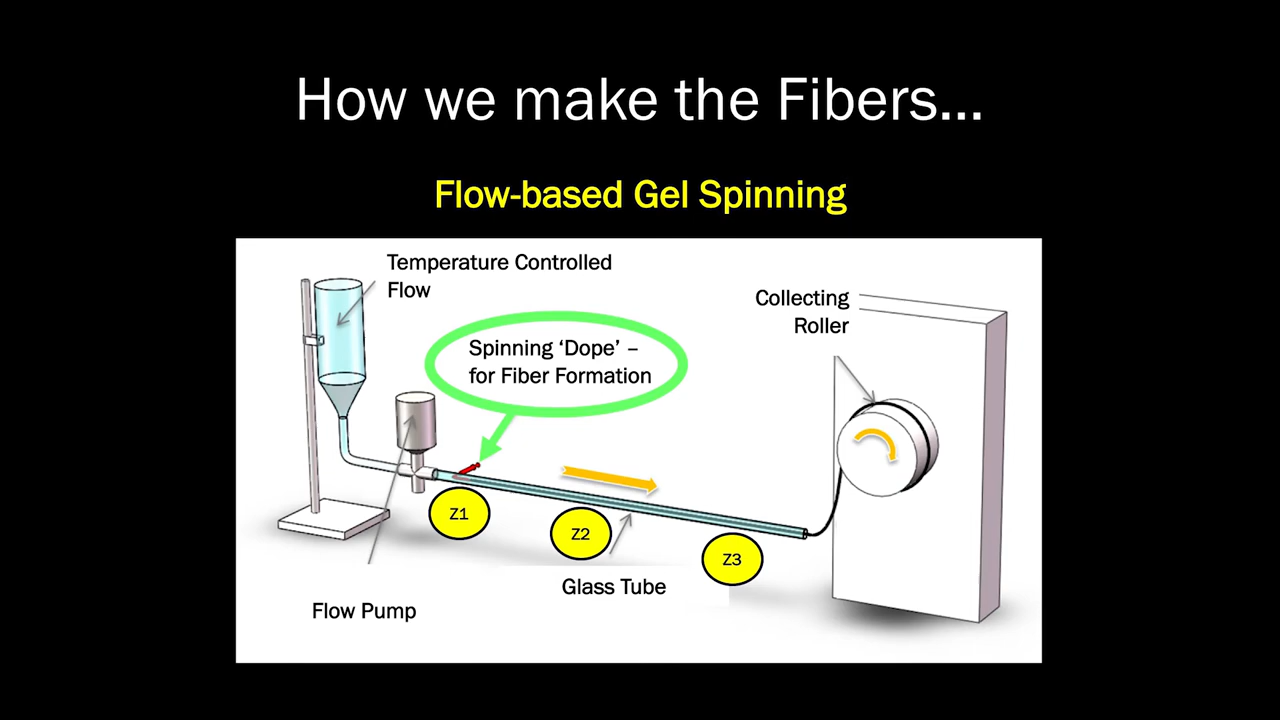 How we make the Fibers...
Flow-based Gel Spinning
Temperature Controlled
Flow
Collecting
Roller
Spinning ‘Dope’ –
for Fiber Formation
Z1
Z2
Z3
Glass Tube
Flow Pump